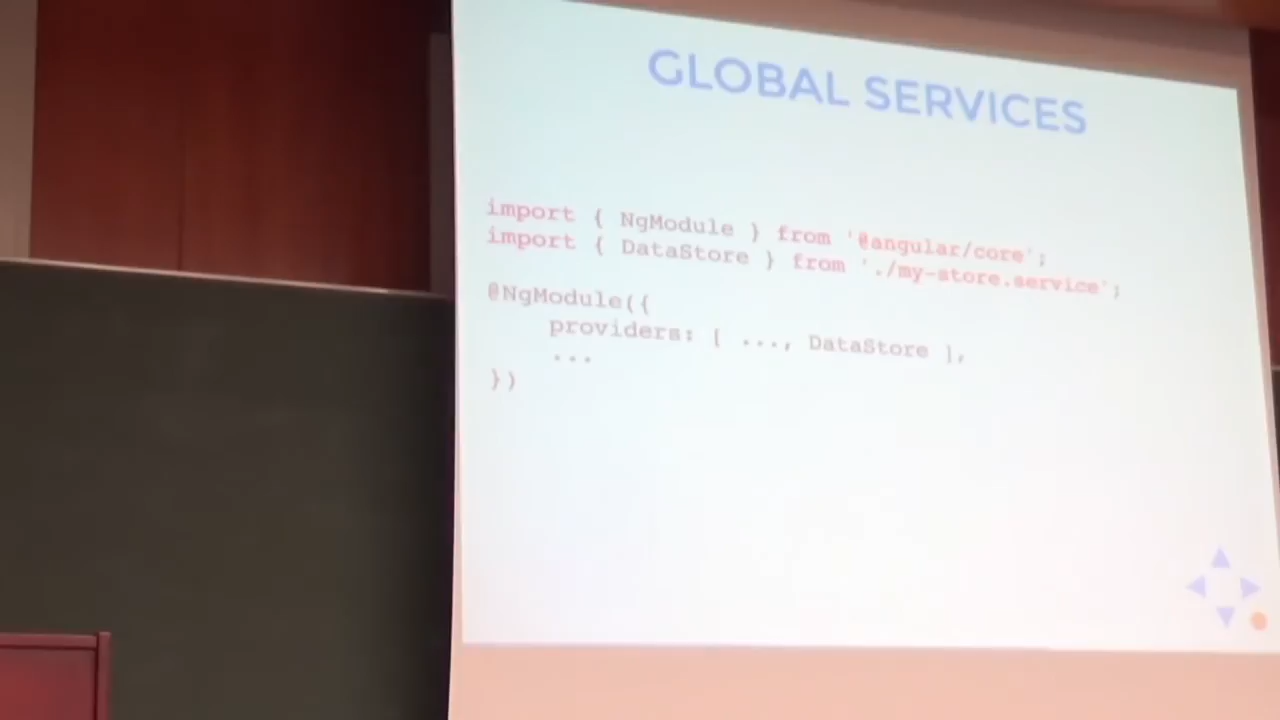 GLOBAL SERVICES
import { NgModule } from '@angular/core';
import { DataStore } from './my-store.service';
@NgModule({
    providers: [ ..., DataStore ],
    ...
})